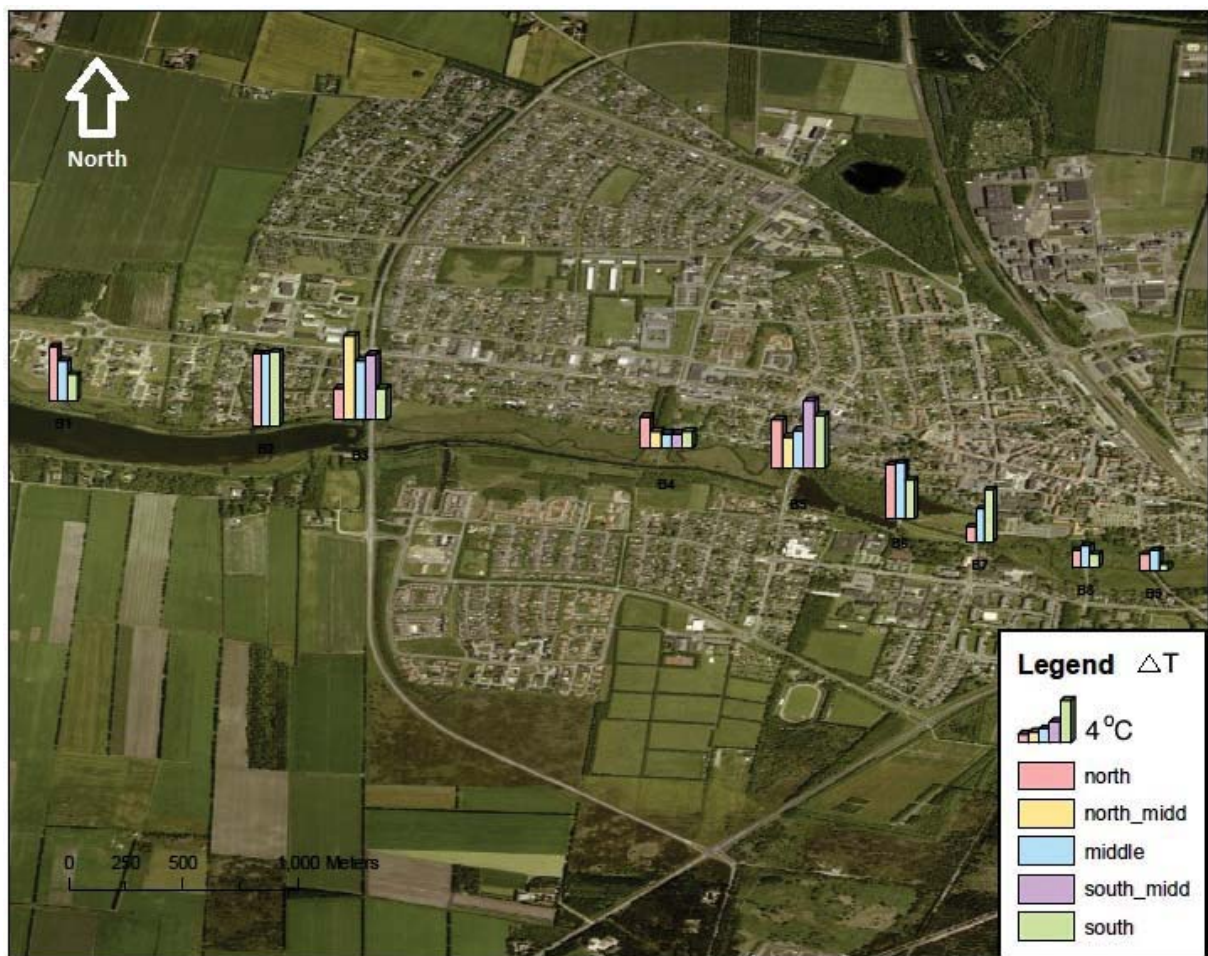 North
B1
B2
B3
B4
B5
B6
B7
B8
B9
0 250 500 1,000 Meters
Legend △T
4 °C
north
north_midd
middle
south_midd
south